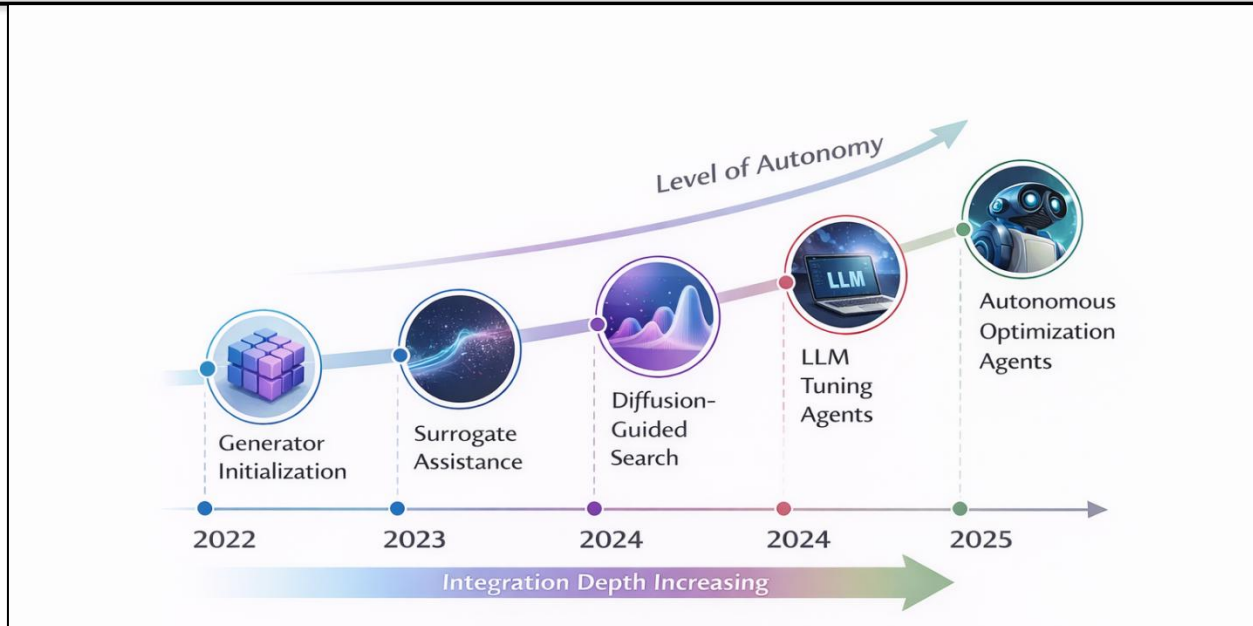 Level of Autonomy
LLM
Generator
Initialization
Surrogate
Assistance
Diffusion-
Guided
Search
LLM
Tuning
Agents
Autonomous
Optimization
Agents
2022
2023
2024
2024
2025
Integration Depth Increasing